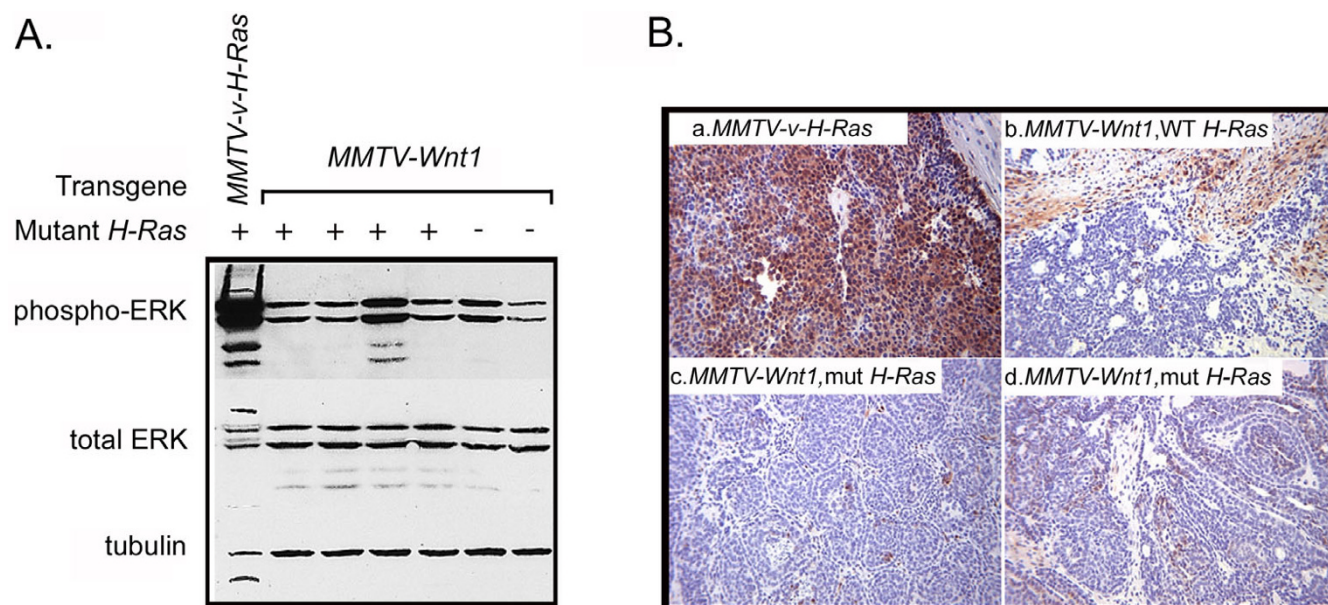 A.
B.
MMTV-v-H-Ras
MMTV-Wnt1
Transgene
Mutant H-Ras + + + + + - -
phospho-ERK
total ERK
tubulin
a.MMTV-v-H-Ras
b.MMTV-Wnt1,WT H-Ras
c.MMTV-Wnt1,mut H-Ras
d.MMTV-Wnt1,mut H-Ras